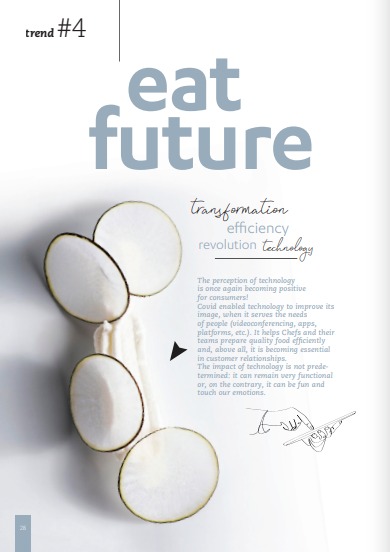 trend #4
eat
future
transformation
efficiency
revolution technology
The perception of technology
is once again becoming positive
for consumers!
Covid enabled technology to improve its
image, when it serves the needs
of people (videoconferencing, apps,
platforms, etc.). It helps Chefs and their
teams prepare quality food efficiently
and, above all, it is becoming essential
in customer relationships.
The impact of technology is not prede-
termined: it can remain very functional
or, on the contrary, it can be fun and
touch our emotions.
28